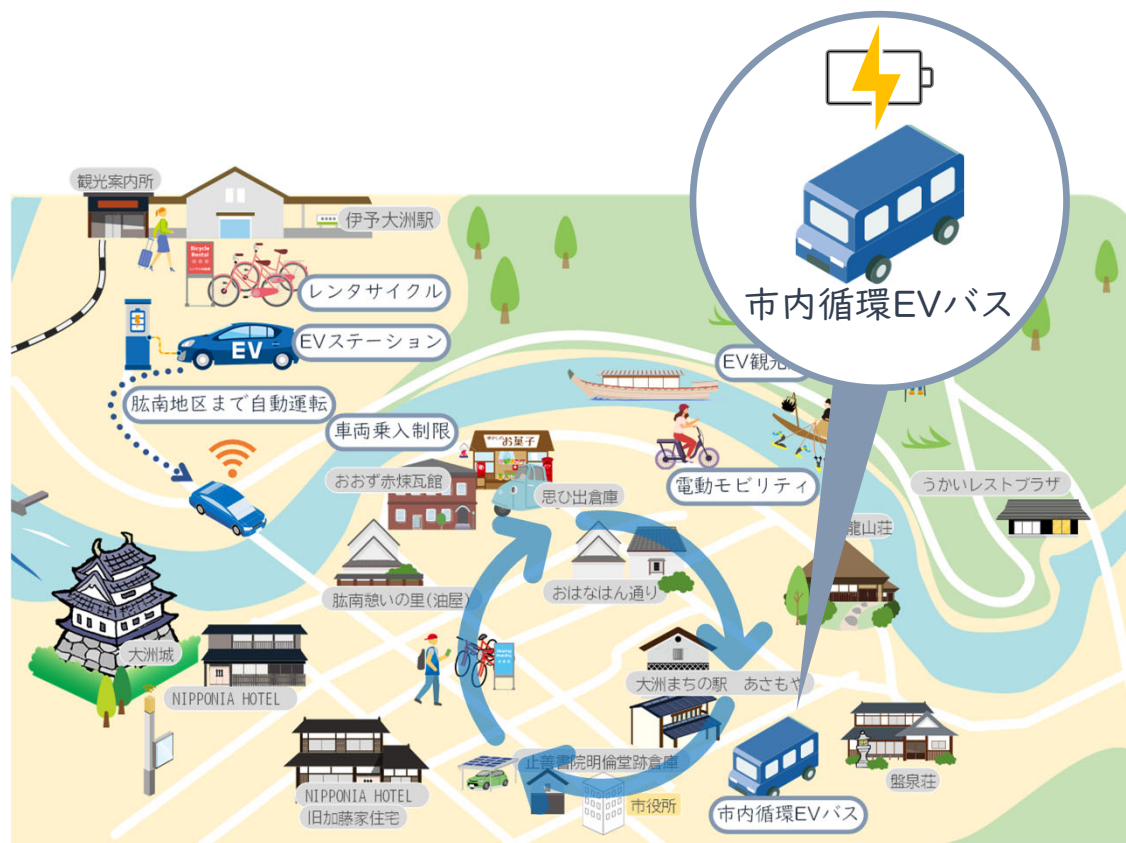 市内循環EVバス
観光案内所
伊予大洲駅
Bicycle
Rental
レンタサイクル
EVステーション
EV
EV観光
肱南地区まで自動運転
車両乗入制限
お菓子
おおず赤煉瓦館
思ひ出倉庫
電動モビリティ
うかいレストプラザ
龍山荘
肱南憩いの里(油屋)
おはなはん通り
大洲城
NIPPONIA HOTEL
大洲まちの駅 あさもや
止善書院明倫堂跡倉庫
盤泉荘
NIPPONIA HOTEL
旧加藤家住宅
市役所
市内循環EVバス